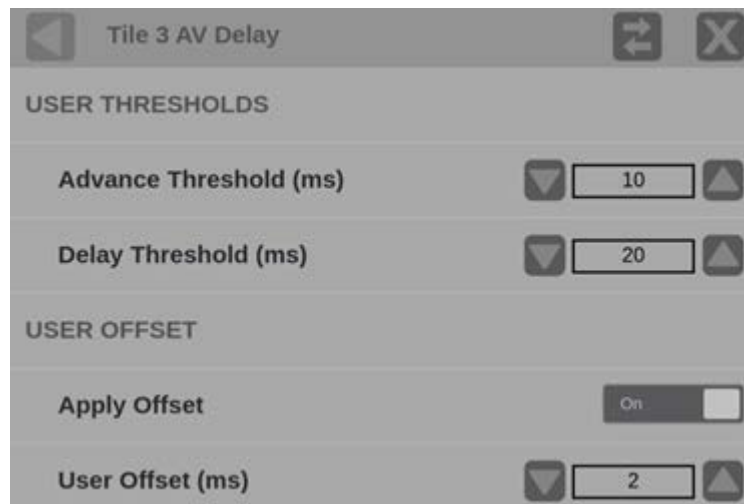 Tile 3 AV Delay
USER THRESHOLDS
Advance Threshold (ms) 10
Delay Threshold (ms) 20
USER OFFSET
Apply Offset On
User Offset (ms) 2